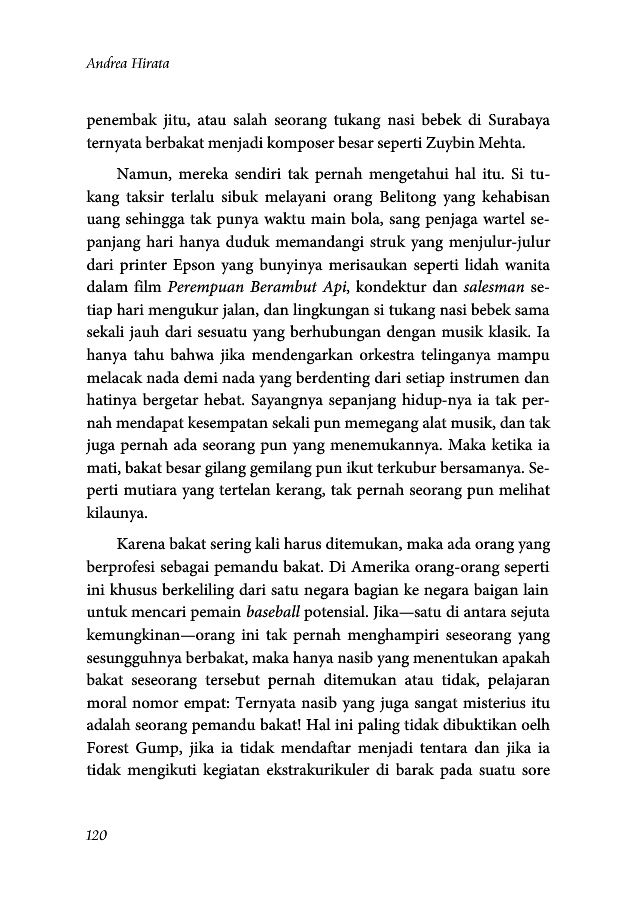 Andrea Hirata
penembak jitu, atau salah seorang tukang nasi bebek di Surabaya
ternyata berbakat menjadi komposer besar seperti Zuybin Mehta.
Namun, mereka sendiri tak pernah mengetahui hal itu. Si tu-
kang taksir terlalu sibuk melayani orang Belitong yang kehabisan
uang sehingga tak punya waktu main bola, sang penjaga wartel se-
panjang hari hanya duduk memandangi struk yang menjulur-julur
dari printer Epson yang bunyinya merisaukan seperti lidah wanita
dalam film Perempuan Berambut Api, kondektur dan salesman se-
tiap hari mengukur jalan, dan lingkungan si tukang nasi bebek sama
sekali jauh dari sesuatu yang berhubungan dengan musik klasik. Ia
hanya tahu bahwa jika mendengarkan orkestra telinganya mampu
melacak nada demi nada yang berdenting dari setiap instrumen dan
hatinya bergetar hebat. Sayangnya sepanjang hidup-nya ia tak per-
nah mendapat kesempatan sekali pun memegang alat musik, dan tak
juga pernah ada seorang pun yang menemukannya. Maka ketika ia
mati, bakat besar gilang gemilang pun ikut terkubur bersamanya. Se-
perti mutiara yang tertelan kerang, tak pernah seorang pun melihat
kilaunya.
Karena bakat sering kali harus ditemukan, maka ada orang yang
berprofesi sebagai pemandu bakat. Di Amerika orang-orang seperti
ini khusus berkeliling dari satu negara bagian ke negara baigan lain
untuk mencari pemain baseball potensial. Jika—satu di antara sejuta
kemungkinan—orang ini tak pernah menghampiri seseorang yang
sesungguhnya berbakat, maka hanya nasib yang menentukan apakah
bakat seseorang tersebut pernah ditemukan atau tidak, pelajaran
moral nomor empat: Ternyata nasib yang juga sangat misterius itu
adalah seorang pemandu bakat! Hal ini paling tidak dibuktikan oelh
Forest Gump, jika ia tidak mendaftar menjadi tentara dan jika ia
tidak mengikuti kegiatan ekstrakurikuler di barak pada suatu sore
120